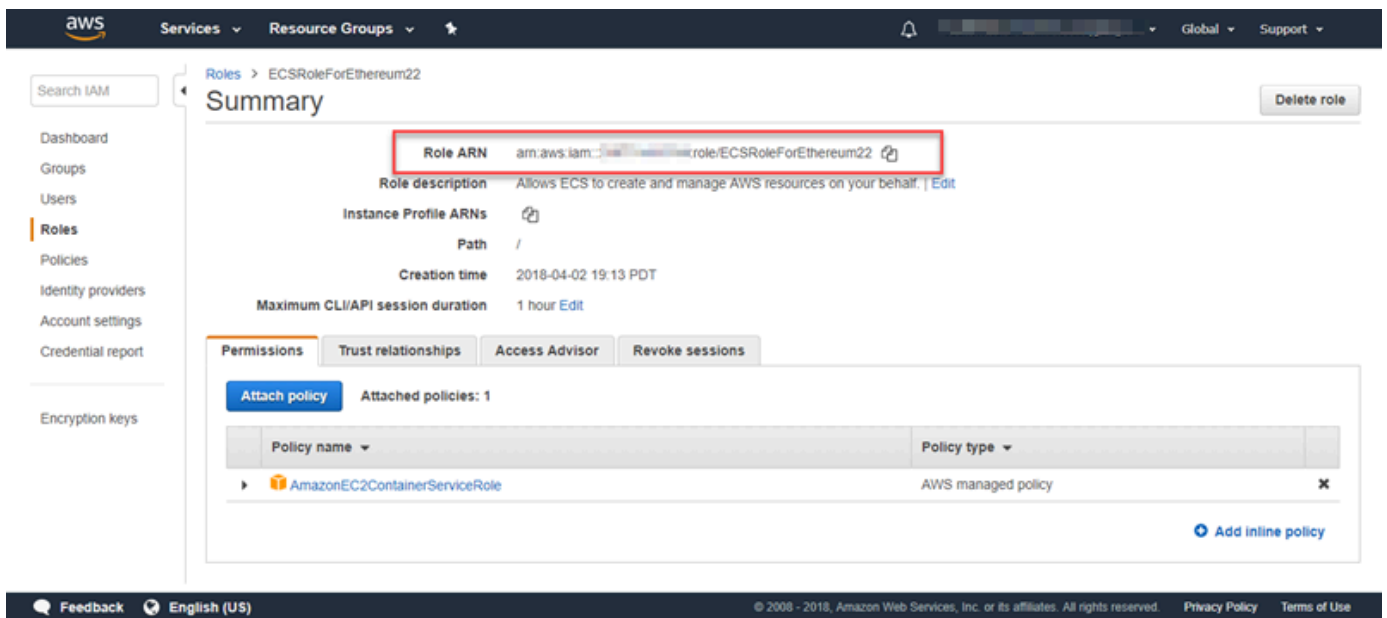 aws Services Resource Groups Global Support
Search IAM
Roles > ECSRoleForEthereum22
Summary
Delete role
Dashboard
Groups
Users
Roles
Policies
Identity providers
Account settings
Credential report
Encryption keys
Role ARN arn:aws:iam:: :role/ECSRoleForEthereum22
Role description Allows ECS to create and manage AWS resources on your behalf. | Edit
Instance Profile ARNs
Path /
Creation time 2018-04-02 19:13 PDT
Maximum CLI/API session duration 1 hour Edit
Permissions Trust relationships Access Advisor Revoke sessions
Attach policy Attached policies: 1
Policy name Policy type
AmazonEC2ContainerServiceRole AWS managed policy
Add inline policy
Feedback English (US) © 2008 - 2018, Amazon Web Services, Inc. or its affiliates. All rights reserved. Privacy Policy Terms of Use